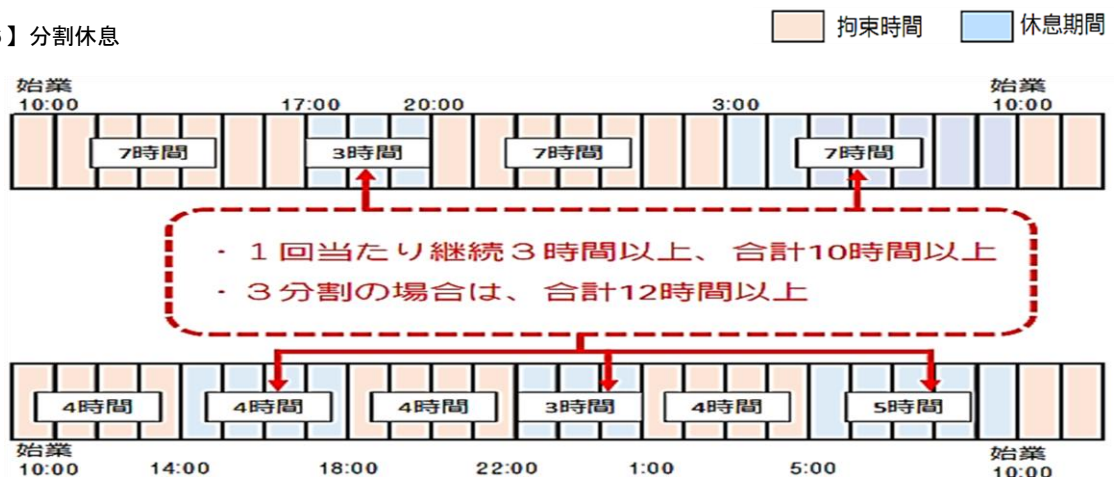 】分割休息
拘束時間
休息期間
始業
始業
10:00 17:00 20:00 3:00 10:00
7時間 3時間 7時間 7時間
・１回当たり継続３時間以上、合計10時間以上
・３分割の場合は、合計12時間以上
4時間 4時間 4時間 3時間 4時間 5時間
始業
始業
10:00 14:00 18:00 22:00 1:00 5:00 10:00